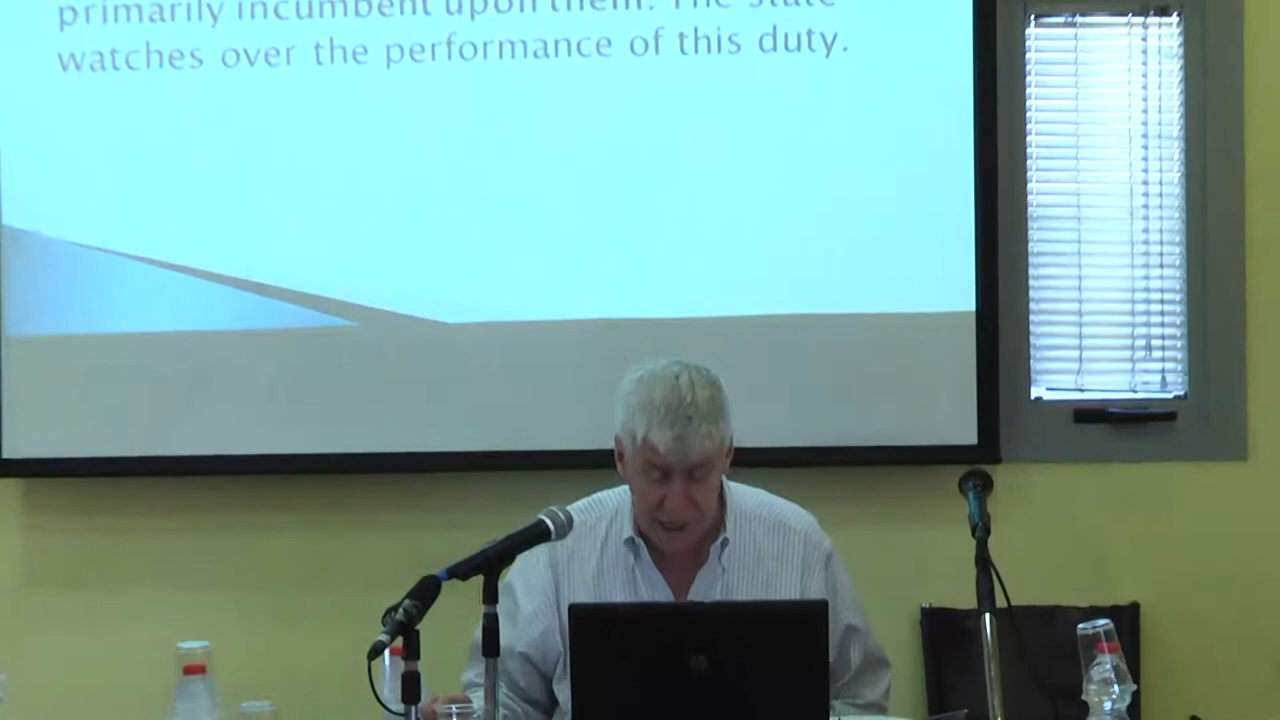 primarily incumbent upon them. The state
watches over the performance of this duty.